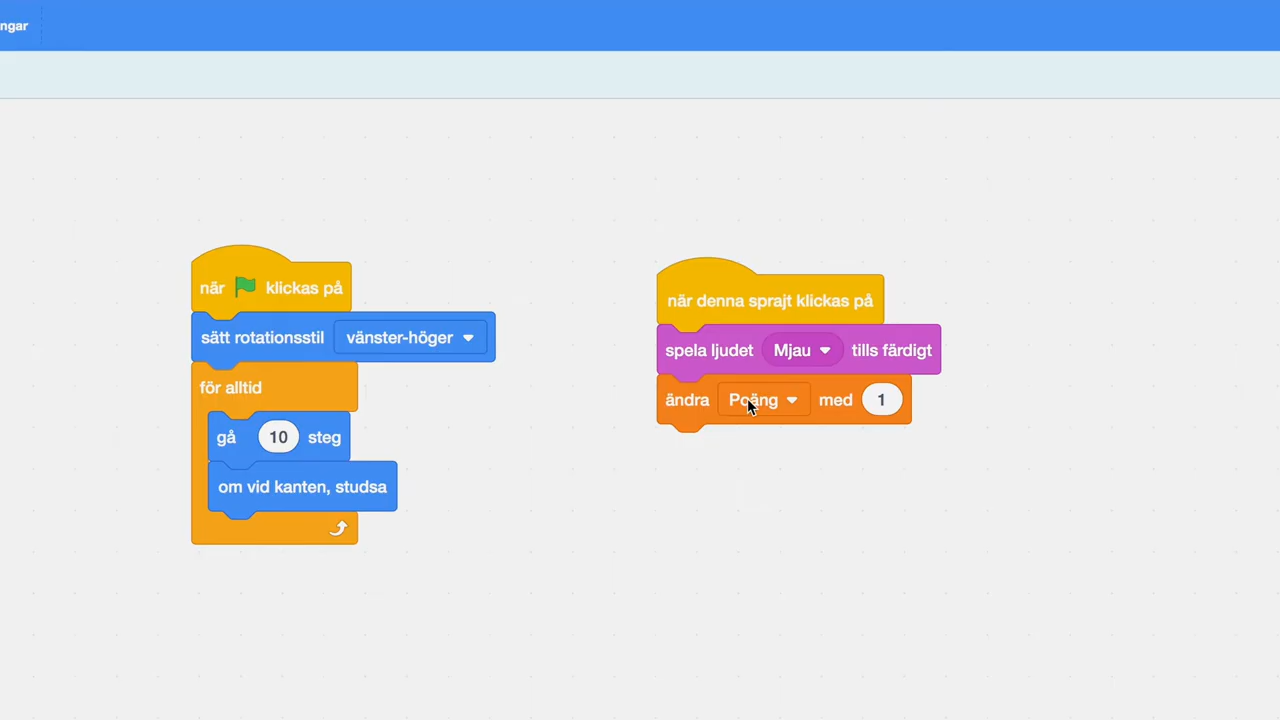 ngar
när klickas på
sätt rotationsstil vänster-höger
för alltid
gå 10 steg
om vid kanten, studsa
när denna sprajt klickas på
spela ljudet Mjau tills färdigt
ändra Poäng med 1